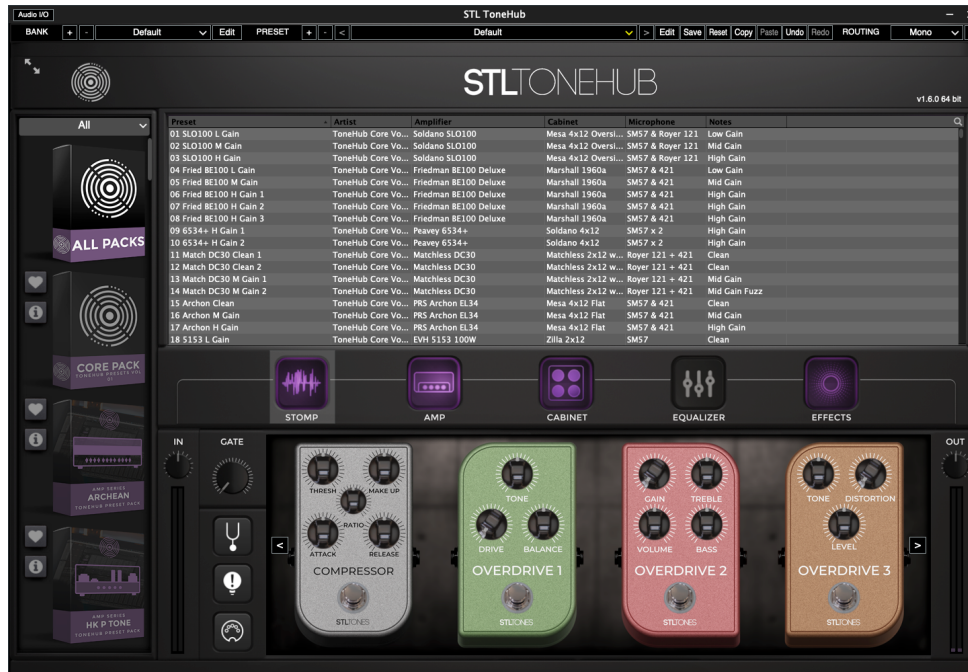 Audio I/O STL ToneHub
BANK + - Default Edit PRESET + - < Default > Edit Save Reset Copy Paste Undo Redo ROUTING Mono
STLTONEHUB
v1.6.0 64 bit
All
Preset Artist Amplifier Cabinet Microphone Notes
01 SLO100 L Gain ToneHub Core Vo... Soldano SLO100 Mesa 4x12 Oversi... SM57 & Royer 121 Low Gain
02 SLO100 M Gain ToneHub Core Vo... Soldano SLO100 Mesa 4x12 Oversi... SM57 & Royer 121 Mid Gain
03 SLO100 H Gain ToneHub Core Vo... Soldano SLO100 Mesa 4x12 Oversi... SM57 & Royer 121 High Gain
04 Fried BE100 L Gain ToneHub Core Vo... Friedman BE100 Deluxe Marshall 1960a SM57 & 421 Low Gain
05 Fried BE100 M Gain ToneHub Core Vo... Friedman BE100 Deluxe Marshall 1960a SM57 & 421 Mid Gain
06 Fried BE100 H Gain 1 ToneHub Core Vo... Friedman BE100 Deluxe Marshall 1960a SM57 & 421 High Gain
07 Fried BE100 H Gain 2 ToneHub Core Vo... Friedman BE100 Deluxe Marshall 1960a SM57 & 421 High Gain
08 Fried BE100 H Gain 3 ToneHub Core Vo... Friedman BE100 Deluxe Marshall 1960a SM57 & 421 High Gain
09 6534+ H Gain 1 ToneHub Core Vo... Peavey 6534+ Soldano 4x12 SM57 x 2 High Gain
10 6534+ H Gain 2 ToneHub Core Vo... Peavey 6534+ Soldano 4x12 SM57 x 2 High Gain
11 Match DC30 Clean 1 ToneHub Core Vo... Matchless DC30 Matchless 2x12 w... Royer 121 + 421 Clean
12 Match DC30 Clean 2 ToneHub Core Vo... Matchless DC30 Matchless 2x12 w... Royer 121 + 421 Clean
13 Match DC30 M Gain 1 ToneHub Core Vo... Matchless DC30 Matchless 2x12 w... Royer 121 + 421 Mid Gain
14 Match DC30 M Gain 2 ToneHub Core Vo... Matchless DC30 Matchless 2x12 w... Royer 121 + 421 Mid Gain Fuzz
15 Archon Clean ToneHub Core Vo... PRS Archon EL34 Mesa 4x12 Flat SM57 & 421 Clean
16 Archon M Gain ToneHub Core Vo... PRS Archon EL34 Mesa 4x12 Flat SM57 & 421 Mid Gain
17 Archon H Gain ToneHub Core Vo... PRS Archon EL34 Mesa 4x12 Flat SM57 & 421 High Gain
18 5153 L Gain ToneHub Core Vo... EVH 5153 100W Zilla 2x12 SM57 Clean
ALL PACKS
CORE PACK
TONEHUB PRESETS VOL
01
AMP SERIES
ARCHEAN
TONEHUB PRESET PACK
AMP SERIES
HK P TONE
TONEHUB PRESET PACK
STOMP AMP CABINET EQUALIZER EFFECTS
IN GATE OUT
THRESH MAKE UP
RATIO
ATTACK RELEASE
COMPRESSOR
STLTONES
TONE
DRIVE BALANCE
OVERDRIVE 1
STLTONES
GAIN TREBLE
VOLUME BASS
OVERDRIVE 2
STLTONES
TONE DISTORTION
LEVEL
OVERDRIVE 3
STLTONES